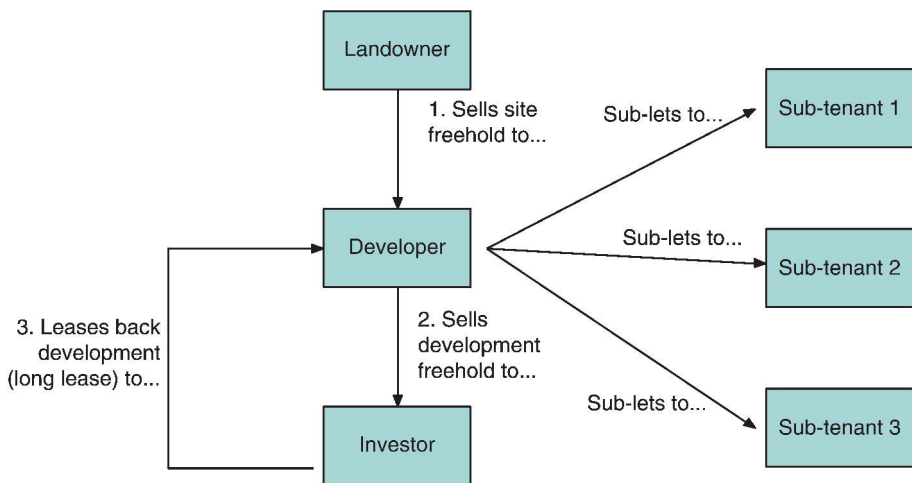 Landowner
1. Sells site
freehold to...
Sub-lets to...
Sub-tenant 1
Developer
Sub-lets to...
Sub-tenant 2
3. Leases back
development
(long lease) to...
2. Sells
development
freehold to...
Sub-lets to...
Sub-tenant 3
Investor